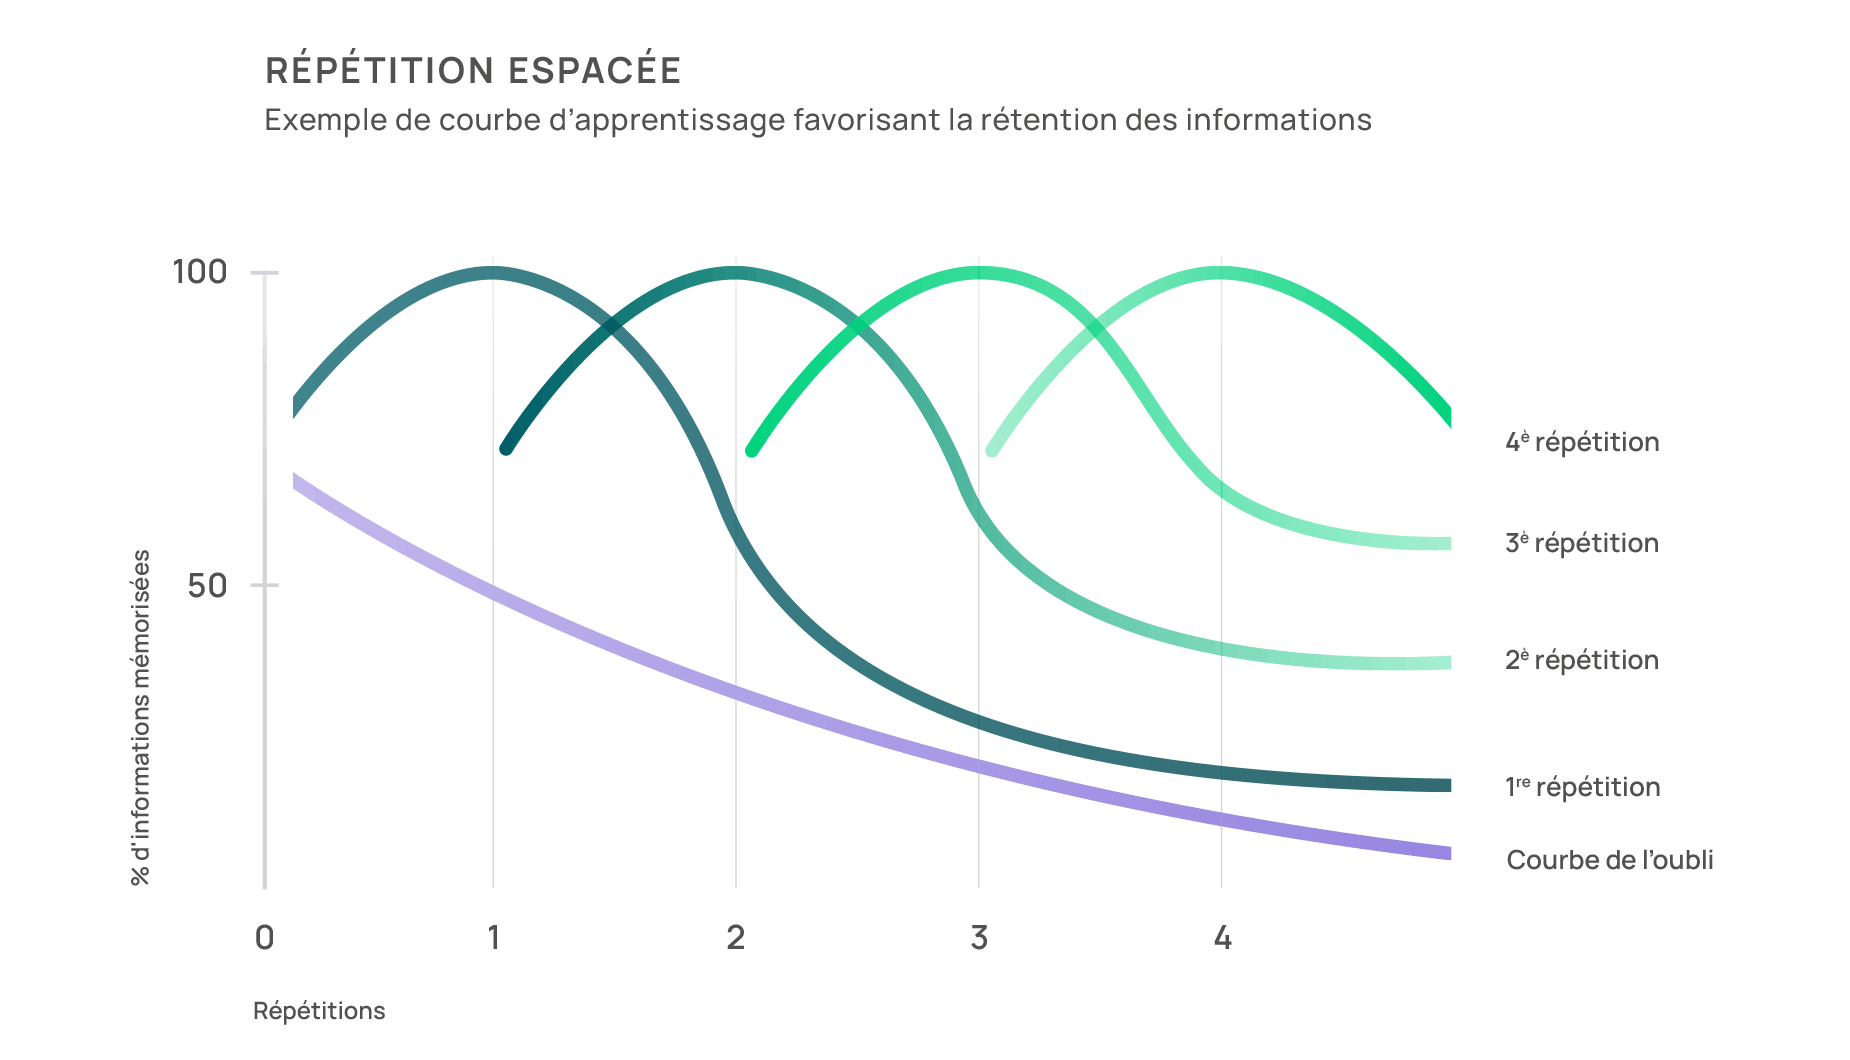 RÉPÉTITION ESPACÉE
Exemple de courbe d’apprentissage favorisant la rétention des informations
100
50
% d'informations mémorisées
4è répétition
3è répétition
2è répétition
1re répétition
Courbe de l’oubli
0 1 2 3 4
Répétitions